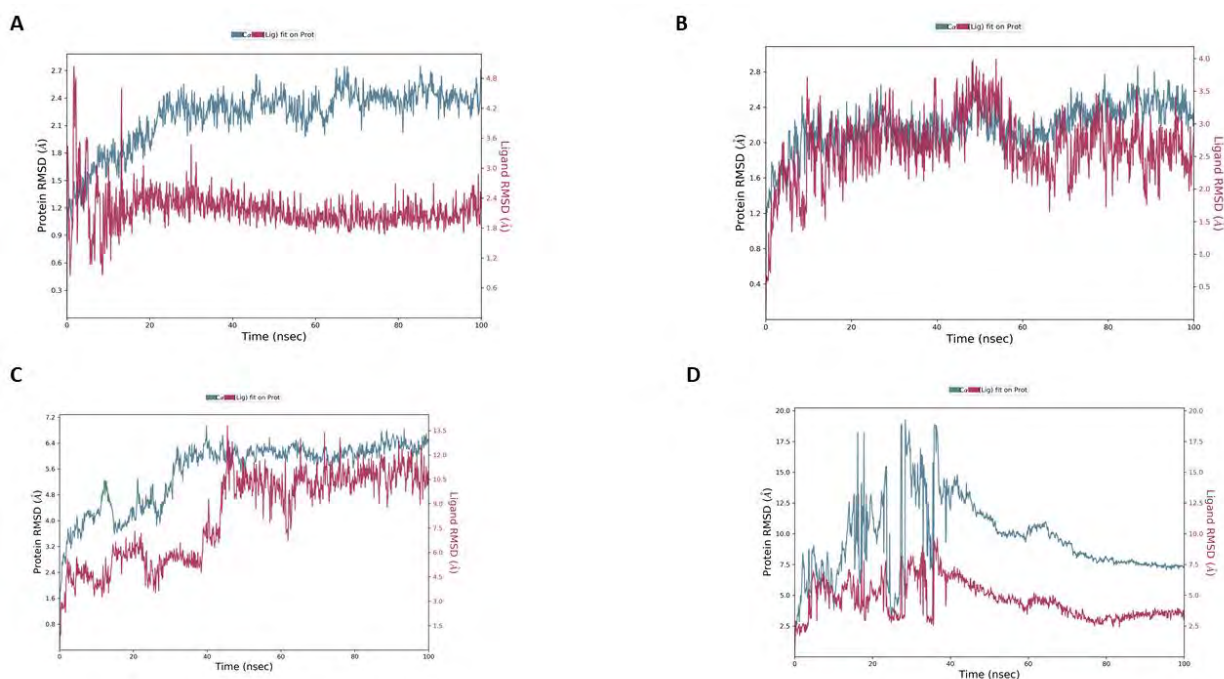 A
Cα (Lig) fit on Prot
Protein RMSD (Å)
2.7
2.4
2.1
1.8
1.5
1.2
0.9
0.6
0.3
4.8
4.2
3.6
3.0
2.4
1.8
1.2
0.6
Ligand RMSD (Å)
0 20 40 60 80 100
Time (nsec)
B
Cα (Lig) fit on Prot
Protein RMSD (Å)
2.8
2.4
2.0
1.6
1.2
0.8
0.4
4.0
3.5
3.0
2.5
2.0
1.5
1.0
0.5
Ligand RMSD (Å)
0 20 40 60 80 100
Time (nsec)
C
Cα (Lig) fit on Prot
Protein RMSD (Å)
7.2
6.4
5.6
4.8
4.0
3.2
2.4
1.6
0.8
13.5
12.0
10.5
9.0
7.5
6.0
4.5
3.0
1.5
Ligand RMSD (Å)
0 20 40 60 80 100
Time (nsec)
D
Cα (Lig) fit on Prot
Protein RMSD (Å)
20.0
17.5
15.0
12.5
10.0
7.5
5.0
2.5
20.0
17.5
15.0
12.5
10.0
7.5
5.0
2.5
Ligand RMSD (Å)
0 20 40 60 80 100
Time (nsec)